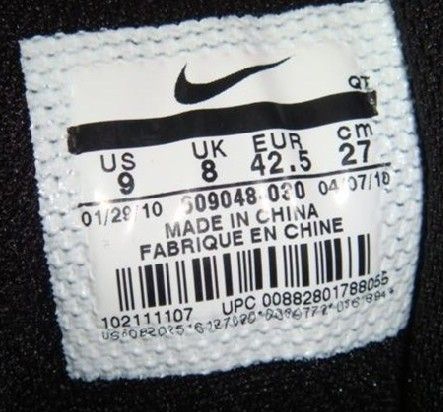 QT
US UK EUR cm
9 8 42.5 27
01/29/10 609048-030 04/07/10
MADE IN CHINA
FABRIQUE EN CHINE
102111107 UPC 00882801788055